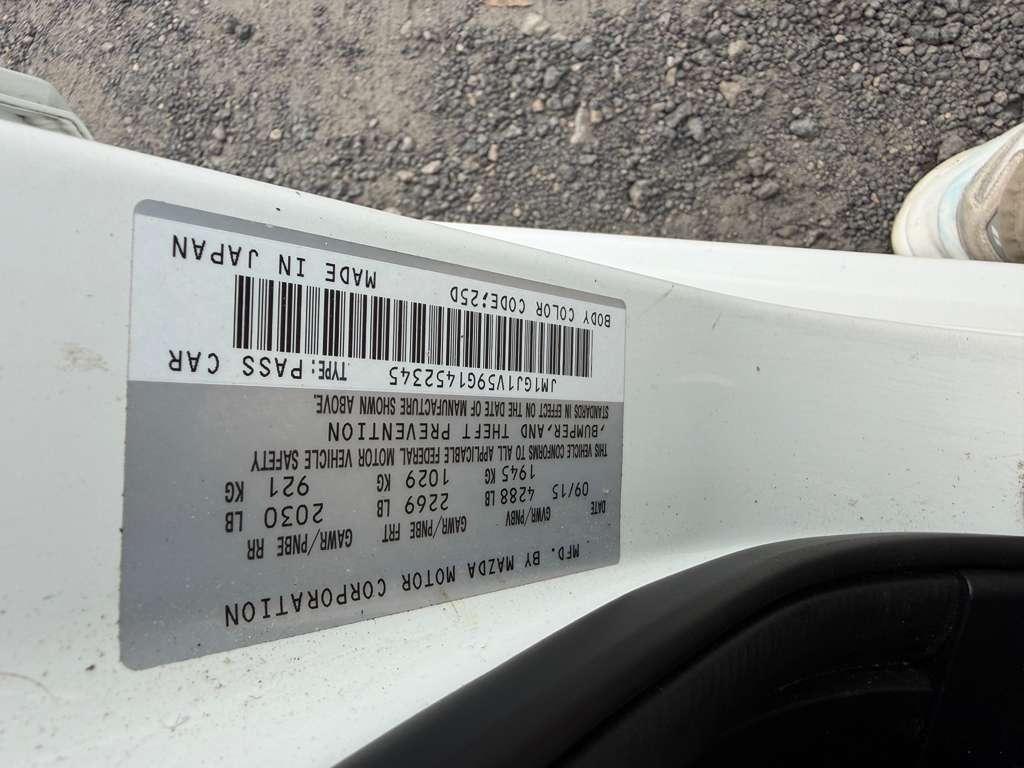 MFD. BY MAZDA MOTOR CORPORATION
DATE GVWR/PNBV GAWR/PNBE FRT GAWR/PNBE RR
09/15 4288 LB 2269 LB 2030 LB
1945 KG 1029 KG 921 KG
THIS VEHICLE CONFORMS TO ALL APPLICABLE FEDERAL MOTOR VEHICLE SAFETY
,BUMPER,AND THEFT PREVENTION
STANDARDS IN EFFECT ON THE DATE OF MANUFACTURE SHOWN ABOVE.
JM1GJ1V59G1452345 TYPE:PASS CAR
BODY COLOR CODE:25D MADE IN JAPAN